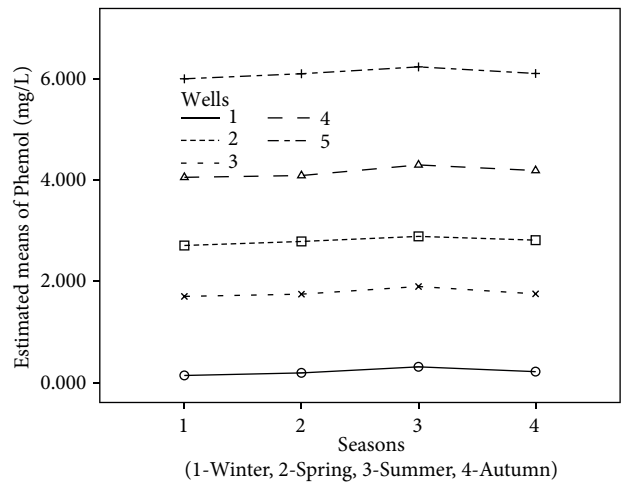 Estimated means of Phemol (mg/L)
6.000
4.000
2.000
0.000
Wells
1
2
3
4
5
1 2 3 4
Seasons
(1-Winter, 2-Spring, 3-Summer, 4-Autumn)